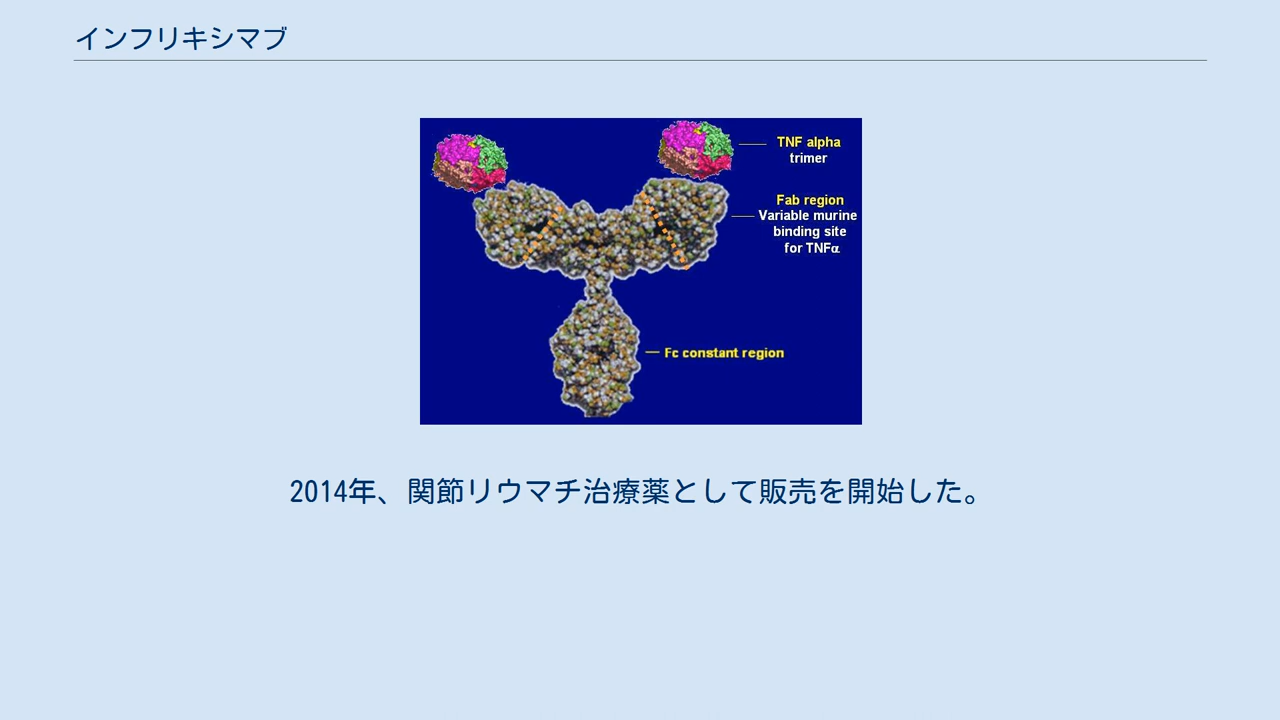 インフリキシマブ
TNF alpha
trimer
Fab region
Variable murine
binding site
for TNFα
Fc constant region
2014年、関節リウマチ治療薬として販売を開始した。